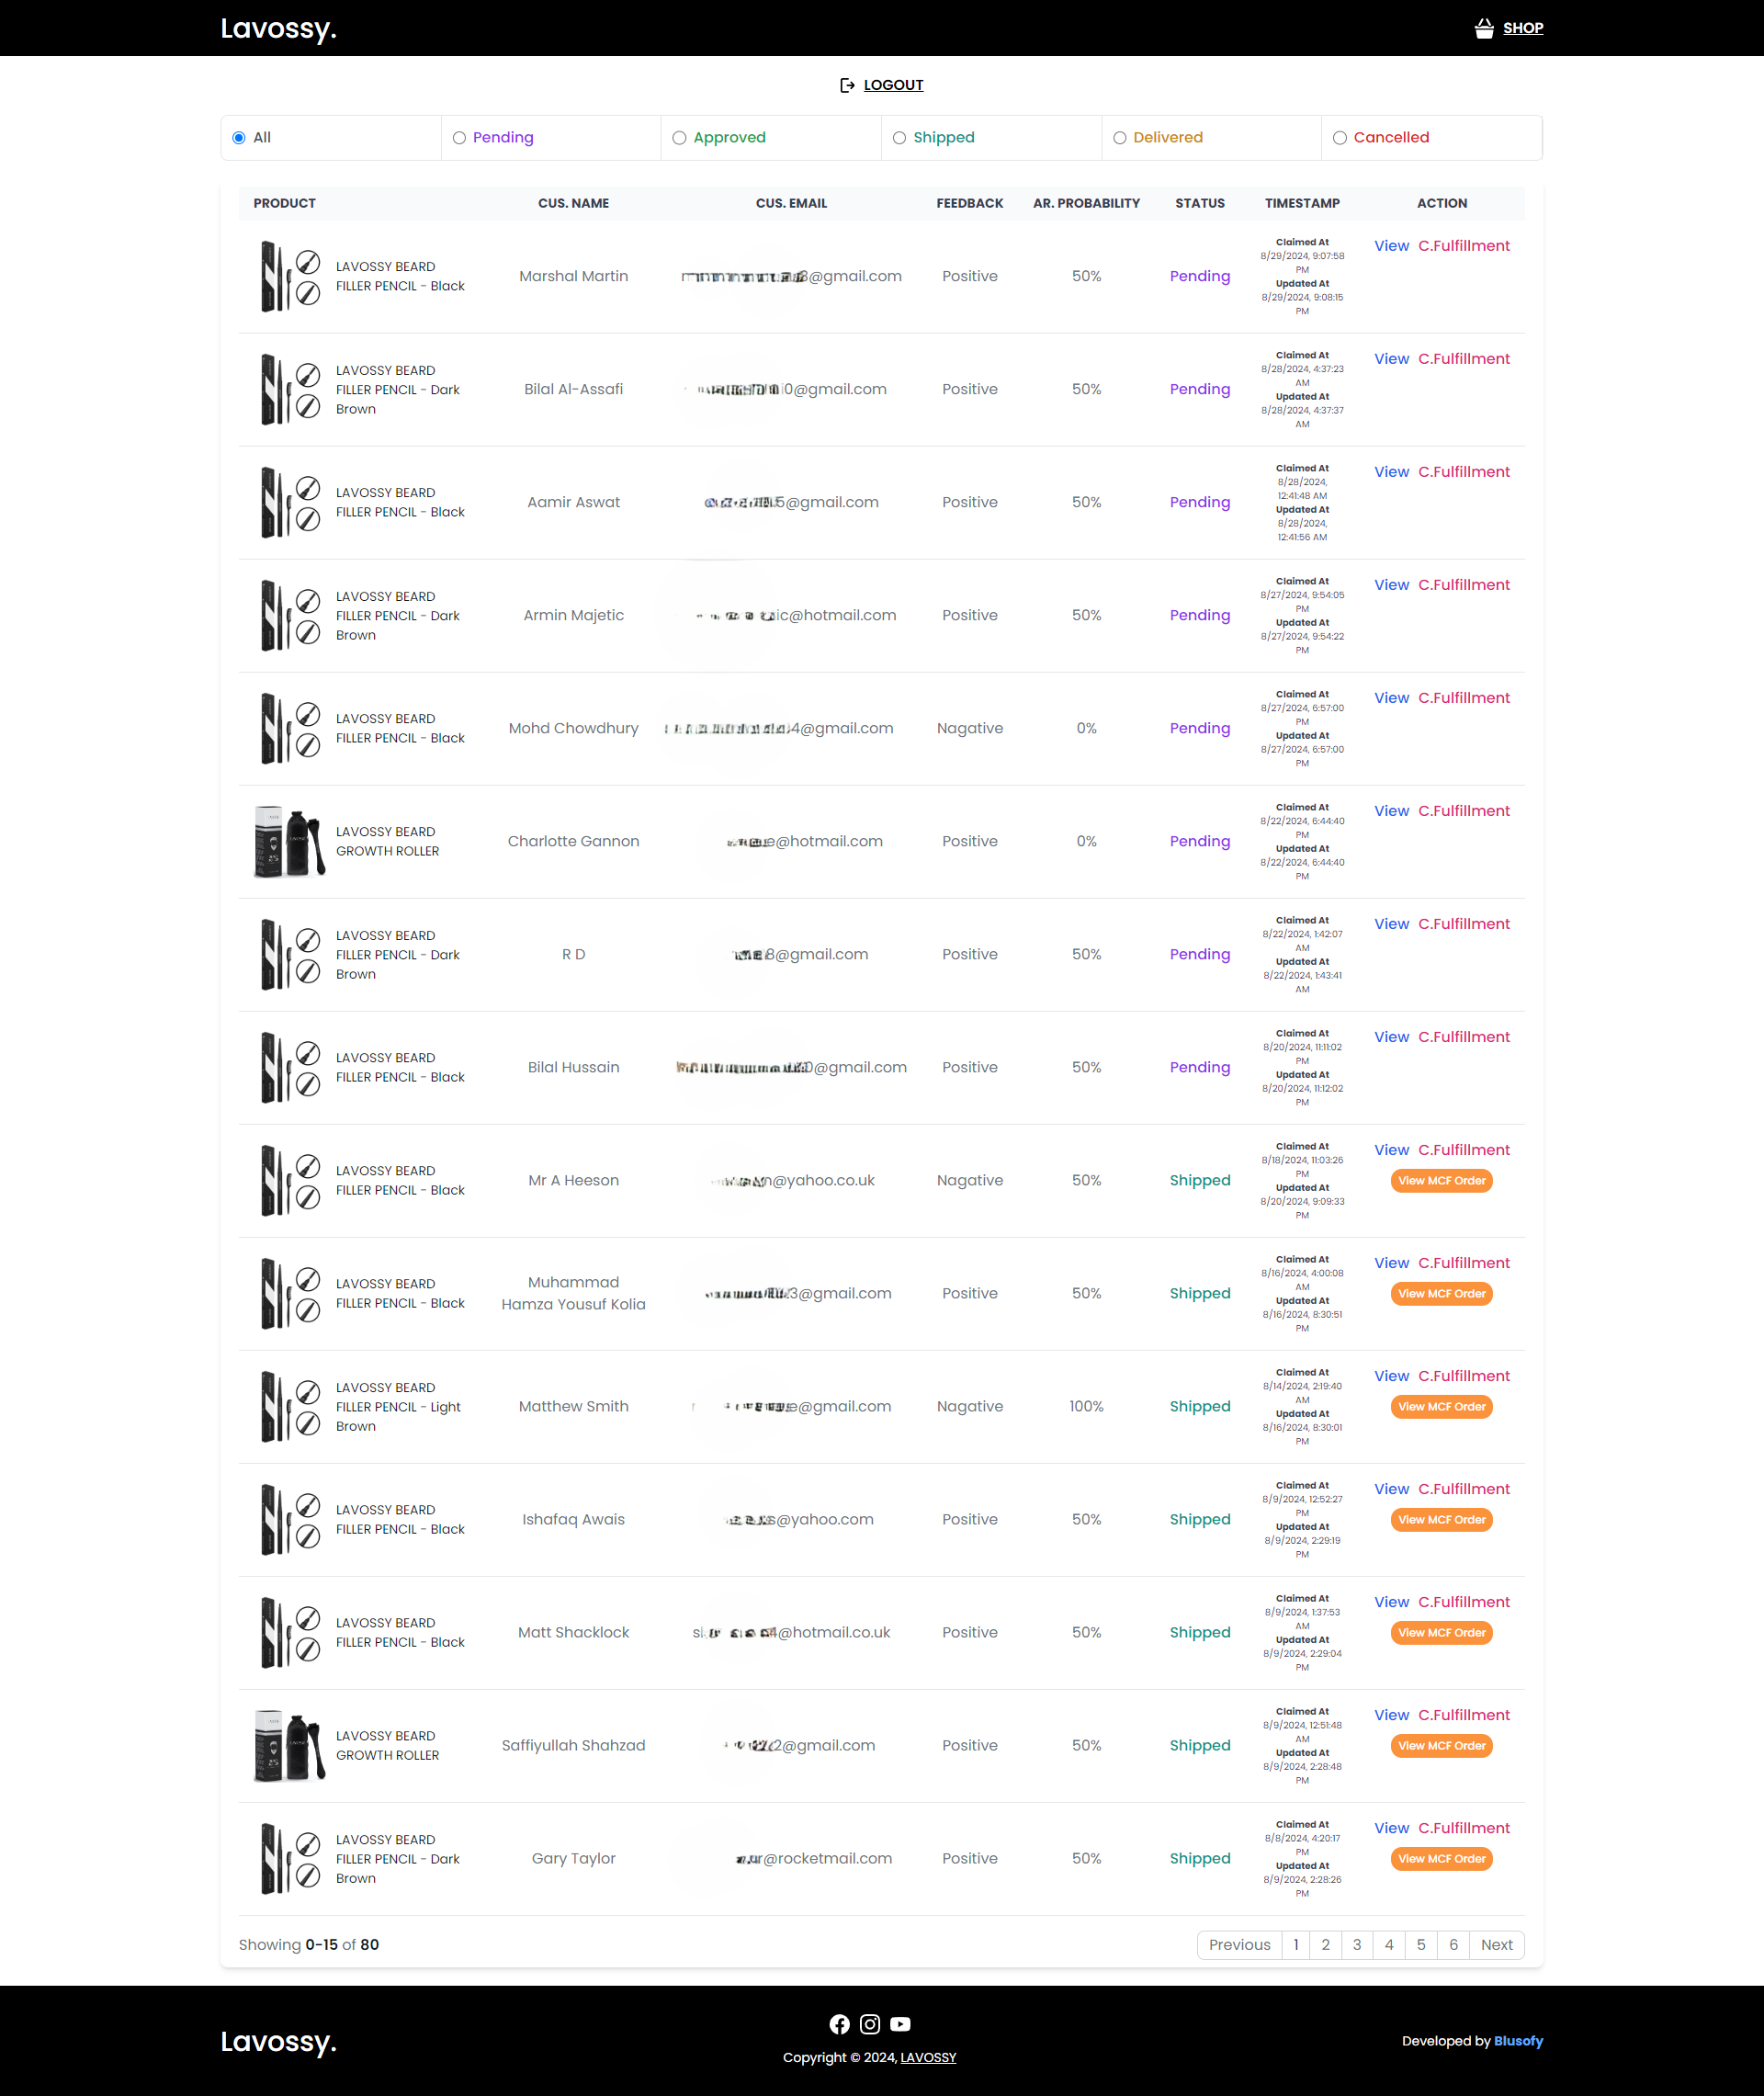 Lavossy.
SHOP
LOGOUT
All Pending Approved Shipped Delivered Cancelled
PRODUCT CUS. NAME CUS. EMAIL FEEDBACK AR. PROBABILITY STATUS TIMESTAMP ACTION
LAVOSSY BEARD
FILLER PENCIL - Black
Marshal Martin
3@gmail.com
Positive
50%
Pending
Claimed At
8/29/2024, 9:07:58
PM
Updated At
8/29/2024, 9:08:15
PM
View C.Fulfillment
LAVOSSY BEARD
FILLER PENCIL - Dark
Brown
Bilal Al-Assafi
i0@gmail.com
Positive
50%
Pending
Claimed At
8/28/2024, 4:37:23
AM
Updated At
8/28/2024, 4:37:37
AM
View C.Fulfillment
LAVOSSY BEARD
FILLER PENCIL - Black
Aamir Aswat
5@gmail.com
Positive
50%
Pending
Claimed At
8/28/2024,
12:41:48 AM
Updated At
8/28/2024,
12:41:56 AM
View C.Fulfillment
LAVOSSY BEARD
FILLER PENCIL - Dark
Brown
Armin Majetic
ic@hotmail.com
Positive
50%
Pending
Claimed At
8/27/2024, 9:54:05
PM
Updated At
8/27/2024, 9:54:22
PM
View C.Fulfillment
LAVOSSY BEARD
FILLER PENCIL - Black
Mohd Chowdhury
4@gmail.com
Nagative
0%
Pending
Claimed At
8/27/2024, 6:57:00
PM
Updated At
8/27/2024, 6:57:00
PM
View C.Fulfillment
LAVOSSY BEARD
GROWTH ROLLER
Charlotte Gannon
e@hotmail.com
Positive
0%
Pending
Claimed At
8/22/2024, 6:44:40
PM
Updated At
8/22/2024, 6:44:40
PM
View C.Fulfillment
LAVOSSY BEARD
FILLER PENCIL - Dark
Brown
R D
8@gmail.com
Positive
50%
Pending
Claimed At
8/22/2024, 1:42:07
AM
Updated At
8/22/2024, 1:43:41
AM
View C.Fulfillment
LAVOSSY BEARD
FILLER PENCIL - Black
Bilal Hussain
0@gmail.com
Positive
50%
Pending
Claimed At
8/20/2024, 11:11:02
PM
Updated At
8/20/2024, 11:12:02
PM
View C.Fulfillment
LAVOSSY BEARD
FILLER PENCIL - Black
Mr A Heeson
n@yahoo.co.uk
Nagative
50%
Shipped
Claimed At
8/18/2024, 11:03:26
PM
Updated At
8/20/2024, 9:09:33
PM
View C.Fulfillment
View MCF Order
LAVOSSY BEARD
FILLER PENCIL - Black
Muhammad
Hamza Yousuf Kolia
3@gmail.com
Positive
50%
Shipped
Claimed At
8/16/2024, 4:00:08
AM
Updated At
8/16/2024, 8:30:51
PM
View C.Fulfillment
View MCF Order
LAVOSSY BEARD
FILLER PENCIL - Light
Brown
Matthew Smith
e@gmail.com
Nagative
100%
Shipped
Claimed At
8/14/2024, 2:19:40
AM
Updated At
8/16/2024, 8:30:01
PM
View C.Fulfillment
View MCF Order
LAVOSSY BEARD
FILLER PENCIL - Black
Ishafaq Awais
s@yahoo.com
Positive
50%
Shipped
Claimed At
8/9/2024, 12:52:27
PM
Updated At
8/9/2024, 2:29:19
PM
View C.Fulfillment
View MCF Order
LAVOSSY BEARD
FILLER PENCIL - Black
Matt Shacklock
4@hotmail.co.uk
Positive
50%
Shipped
Claimed At
8/9/2024, 1:37:53
AM
Updated At
8/9/2024, 2:29:04
PM
View C.Fulfillment
View MCF Order
LAVOSSY BEARD
GROWTH ROLLER
Saffiyullah Shahzad
2@gmail.com
Positive
50%
Shipped
Claimed At
8/9/2024, 12:51:48
AM
Updated At
8/9/2024, 2:28:48
PM
View C.Fulfillment
View MCF Order
LAVOSSY BEARD
FILLER PENCIL - Dark
Brown
Gary Taylor
r@rocketmail.com
Positive
50%
Shipped
Claimed At
8/8/2024, 4:20:17
PM
Updated At
8/9/2024, 2:28:26
PM
View C.Fulfillment
View MCF Order
Showing 0-15 of 80
Previous 1 2 3 4 5 6 Next
Lavossy.
Copyright © 2024, LAVOSSY
Developed by Blusofy